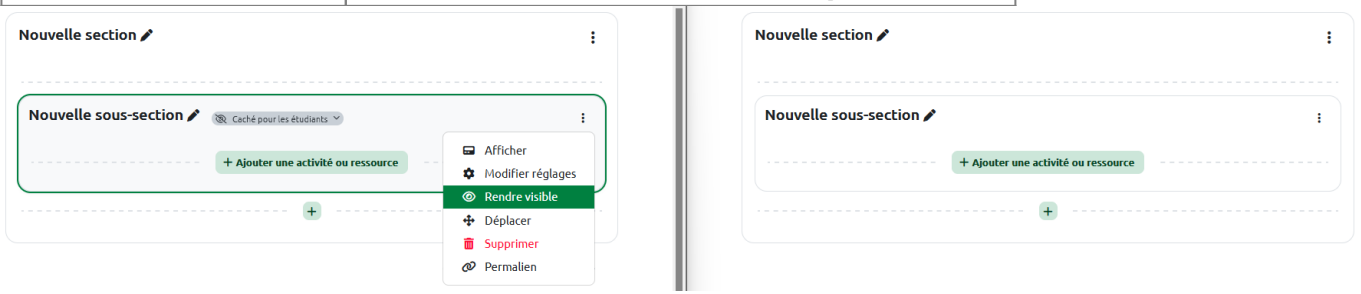 Nouvelle section
Nouvelle sous-section
Caché pour les étudiants
+ Ajouter une activité ou ressource
Afficher
Modifier réglages
Rendre visible
Déplacer
Supprimer
Permalien
+
Nouvelle section
Nouvelle sous-section
+ Ajouter une activité ou ressource
+